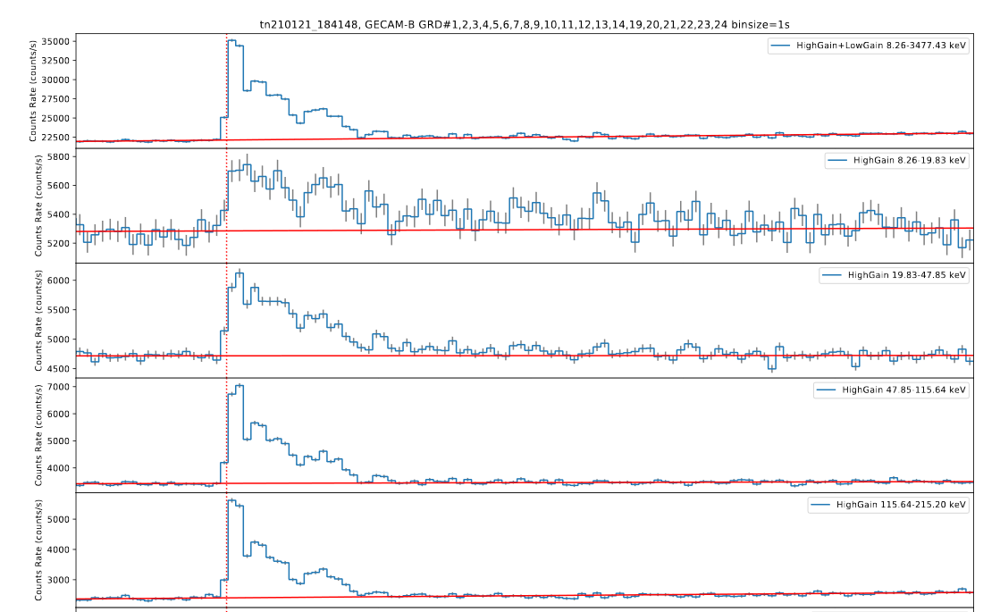 tn210121_184148, GECAM-B GRD#1,2,3,4,5,6,7,8,9,10,11,12,13,14,19,20,21,22,23,24 binsize=1s
Counts Rate (counts/s)
35000
32500
30000
27500
25000
22500
HighGain+LowGain 8.26-3477.43 keV
Counts Rate (counts/s)
5800
5600
5400
5200
HighGain 8.26-19.83 keV
Counts Rate (counts/s)
6000
5500
5000
4500
HighGain 19.83-47.85 keV
Counts Rate (counts/s)
7000
6000
5000
4000
HighGain 47.85-115.64 keV
Counts Rate (counts/s)
5000
4000
3000
HighGain 115.64-215.20 keV